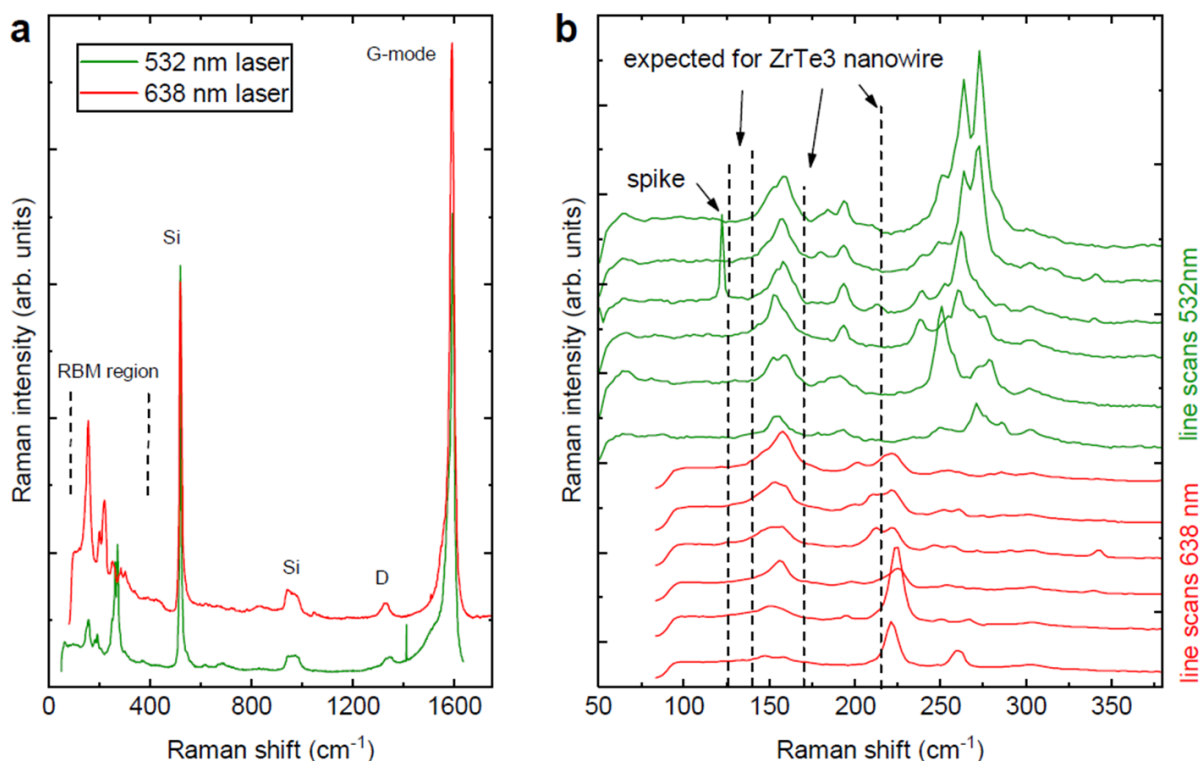 a
532 nm laser
638 nm laser
G-mode
Si
RBM region
Si
D
Raman intensity (arb. units)
0 400 800 1200 1600
Raman shift (cm-1)
b
expected for ZrTe3 nanowire
spike
Raman intensity (arb. units)
line scans 532nm
line scans 638 nm
50 100 150 200 250 300 350
Raman shift (cm-1)